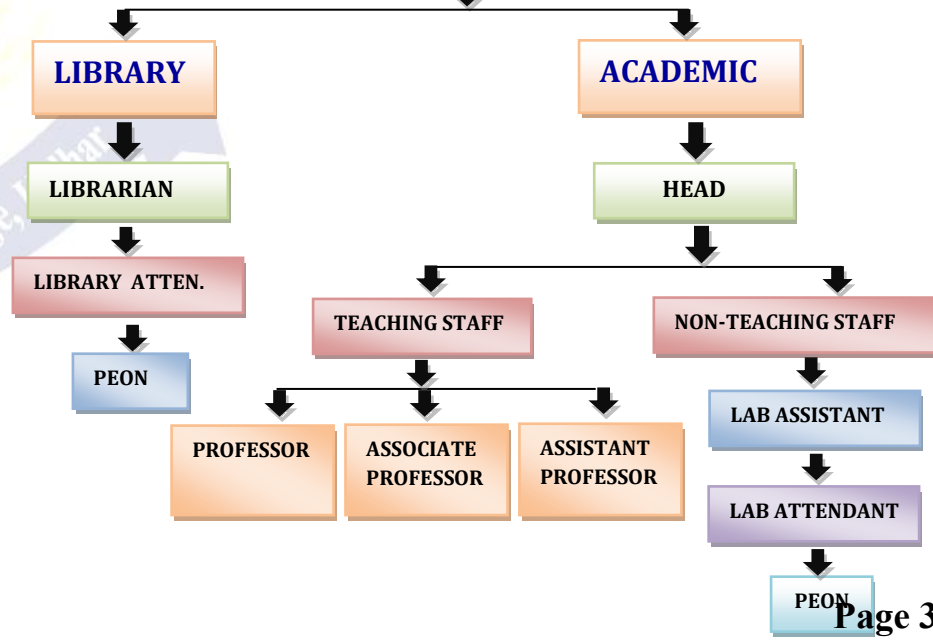 LIBRARY
ACADEMIC
LIBRARIAN
HEAD
LIBRARY ATTEN.
TEACHING STAFF
NON-TEACHING STAFF
PEON
LAB ASSISTANT
PROFESSOR
ASSOCIATE
PROFESSOR
ASSISTANT
PROFESSOR
LAB ATTENDANT
PEON
Page 3